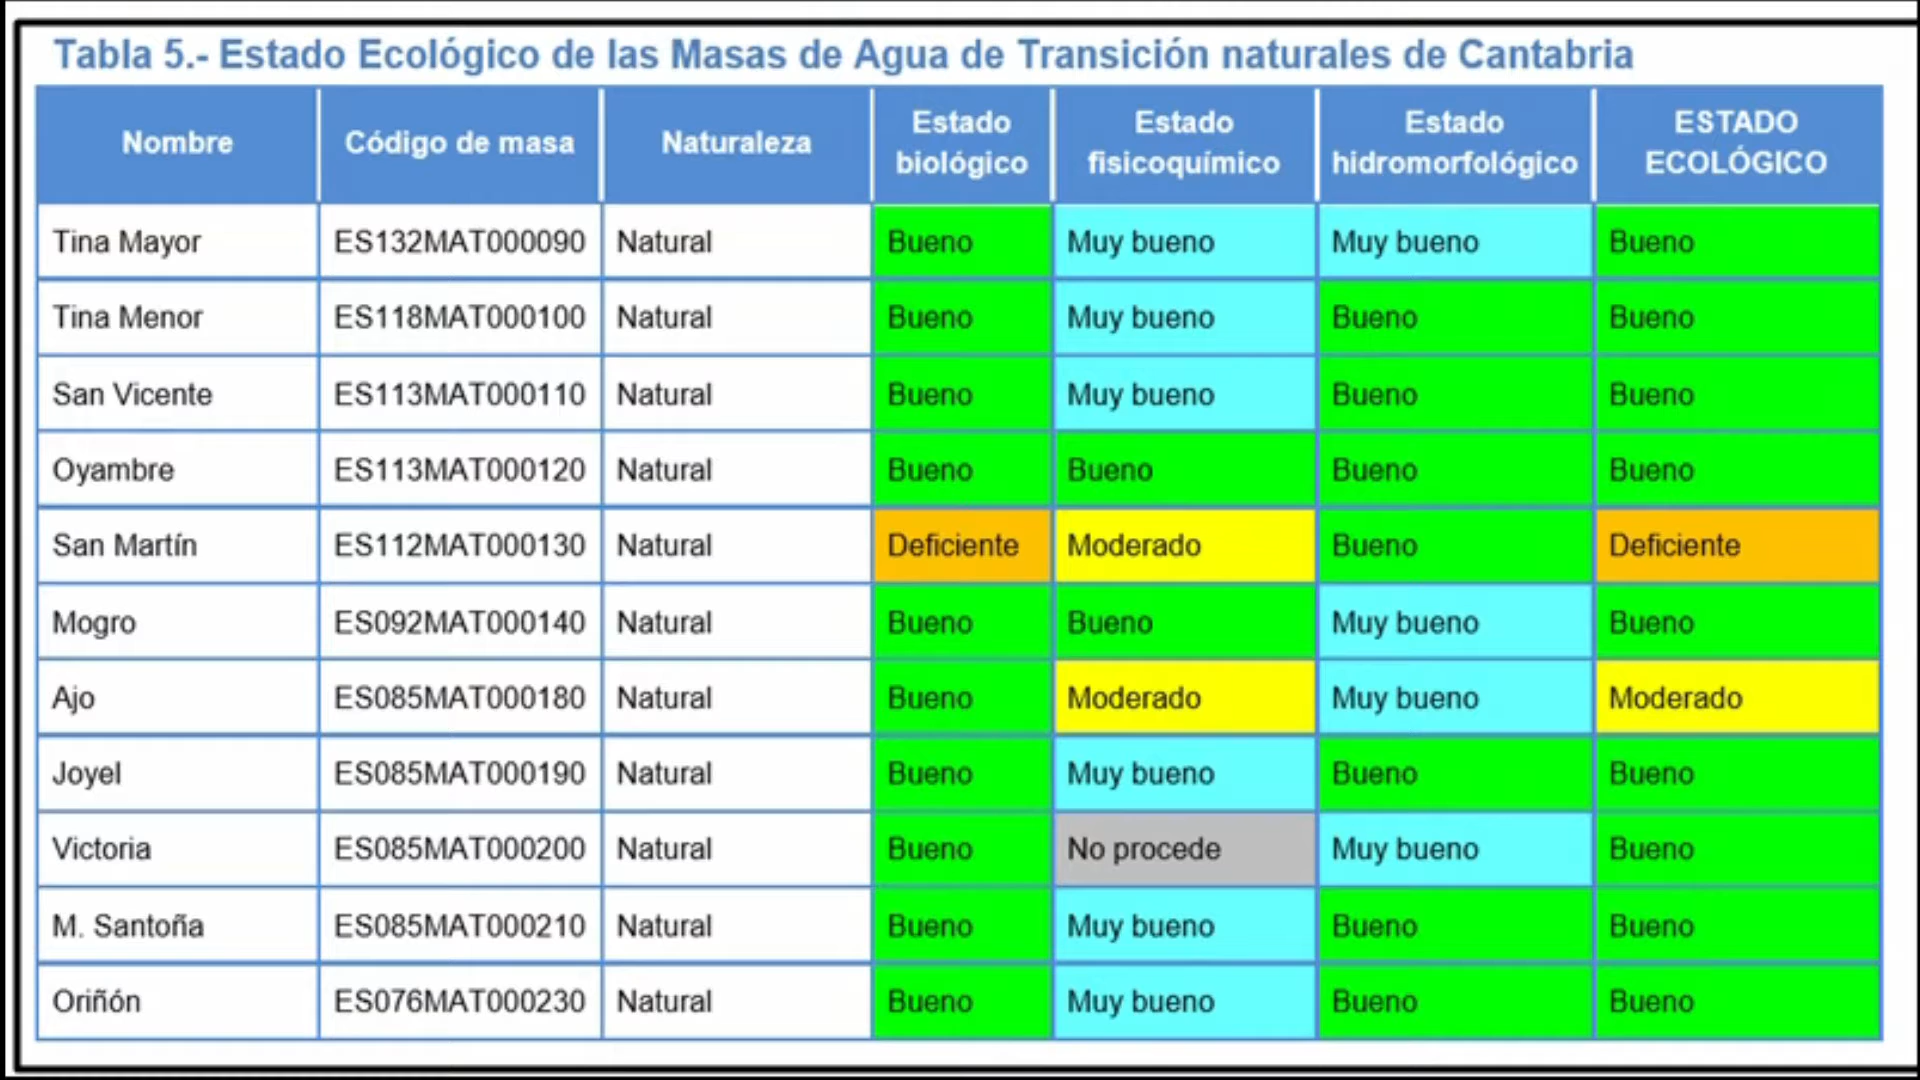 Tabla 5.- Estado Ecológico de las Masas de Agua de Transición naturales de Cantabria
Nombre Código de masa Naturaleza Estado biológico Estado fisicoquímico Estado hidromorfológico ESTADO ECOLÓGICO
Tina Mayor ES132MAT000090 Natural Bueno Muy bueno Muy bueno Bueno
Tina Menor ES118MAT000100 Natural Bueno Muy bueno Bueno Bueno
San Vicente ES113MAT000110 Natural Bueno Muy bueno Bueno Bueno
Oyambre ES113MAT000120 Natural Bueno Bueno Bueno Bueno
San Martín ES112MAT000130 Natural Deficiente Moderado Bueno Deficiente
Mogro ES092MAT000140 Natural Bueno Bueno Muy bueno Bueno
Ajo ES085MAT000180 Natural Bueno Moderado Muy bueno Moderado
Joyel ES085MAT000190 Natural Bueno Muy bueno Bueno Bueno
Victoria ES085MAT000200 Natural Bueno No procede Muy bueno Bueno
M. Santoña ES085MAT000210 Natural Bueno Muy bueno Bueno Bueno
Oriñón ES076MAT000230 Natural Bueno Muy bueno Bueno Bueno